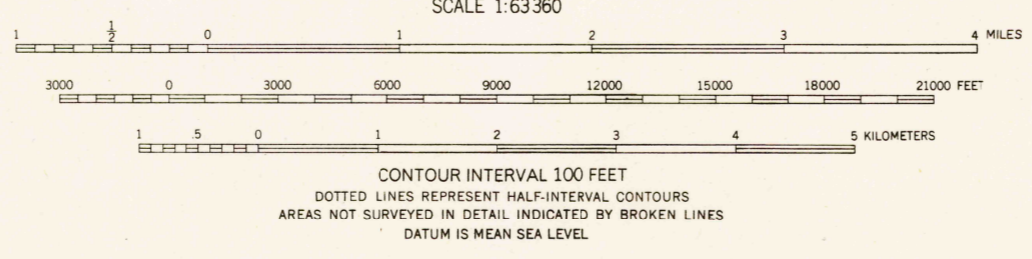 SCALE 1:63360
1 1/2 0 1 2 3 4 MILES
3000 0 3000 6000 9000 12000 15000 18000 21000 FEET
1 .5 0 1 2 3 4 5 KILOMETERS
CONTOUR INTERVAL 100 FEET
DOTTED LINES REPRESENT HALF-INTERVAL CONTOURS
AREAS NOT SURVEYED IN DETAIL INDICATED BY BROKEN LINES
DATUM IS MEAN SEA LEVEL